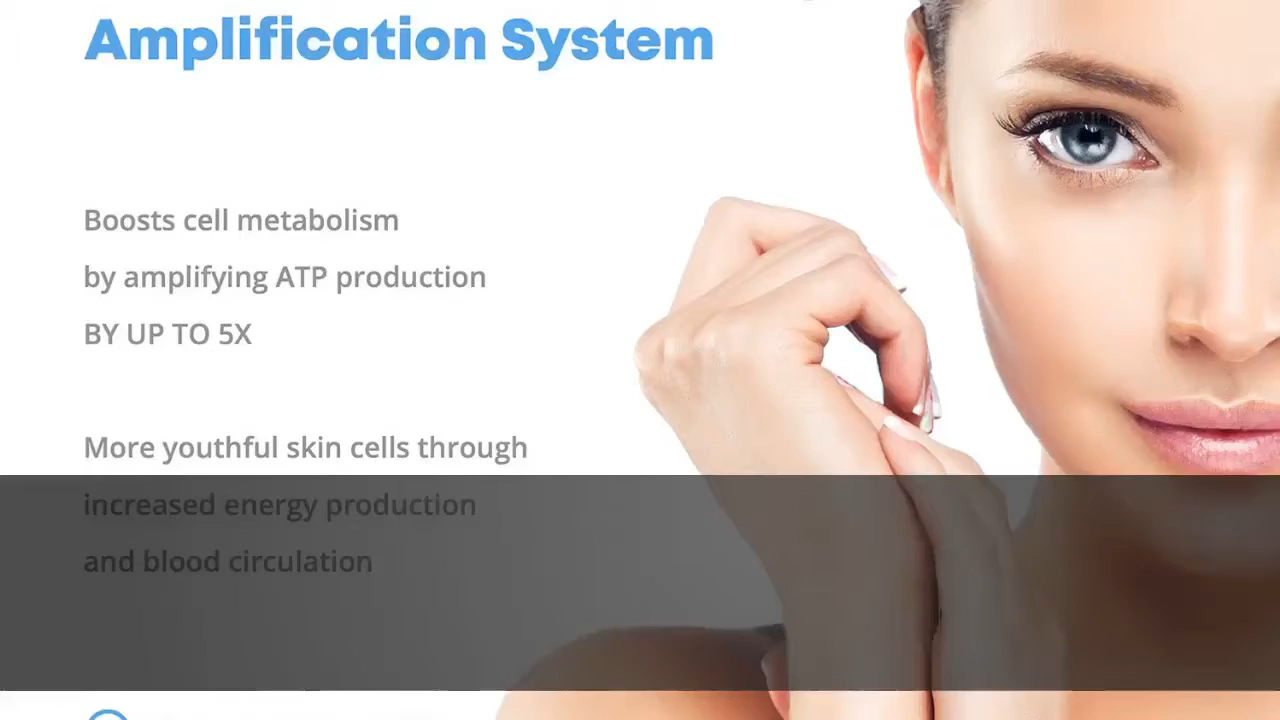 Amplification System
Boosts cell metabolism
by amplifying ATP production
BY UP TO 5X
More youthful skin cells through
increased energy production
and blood circulation